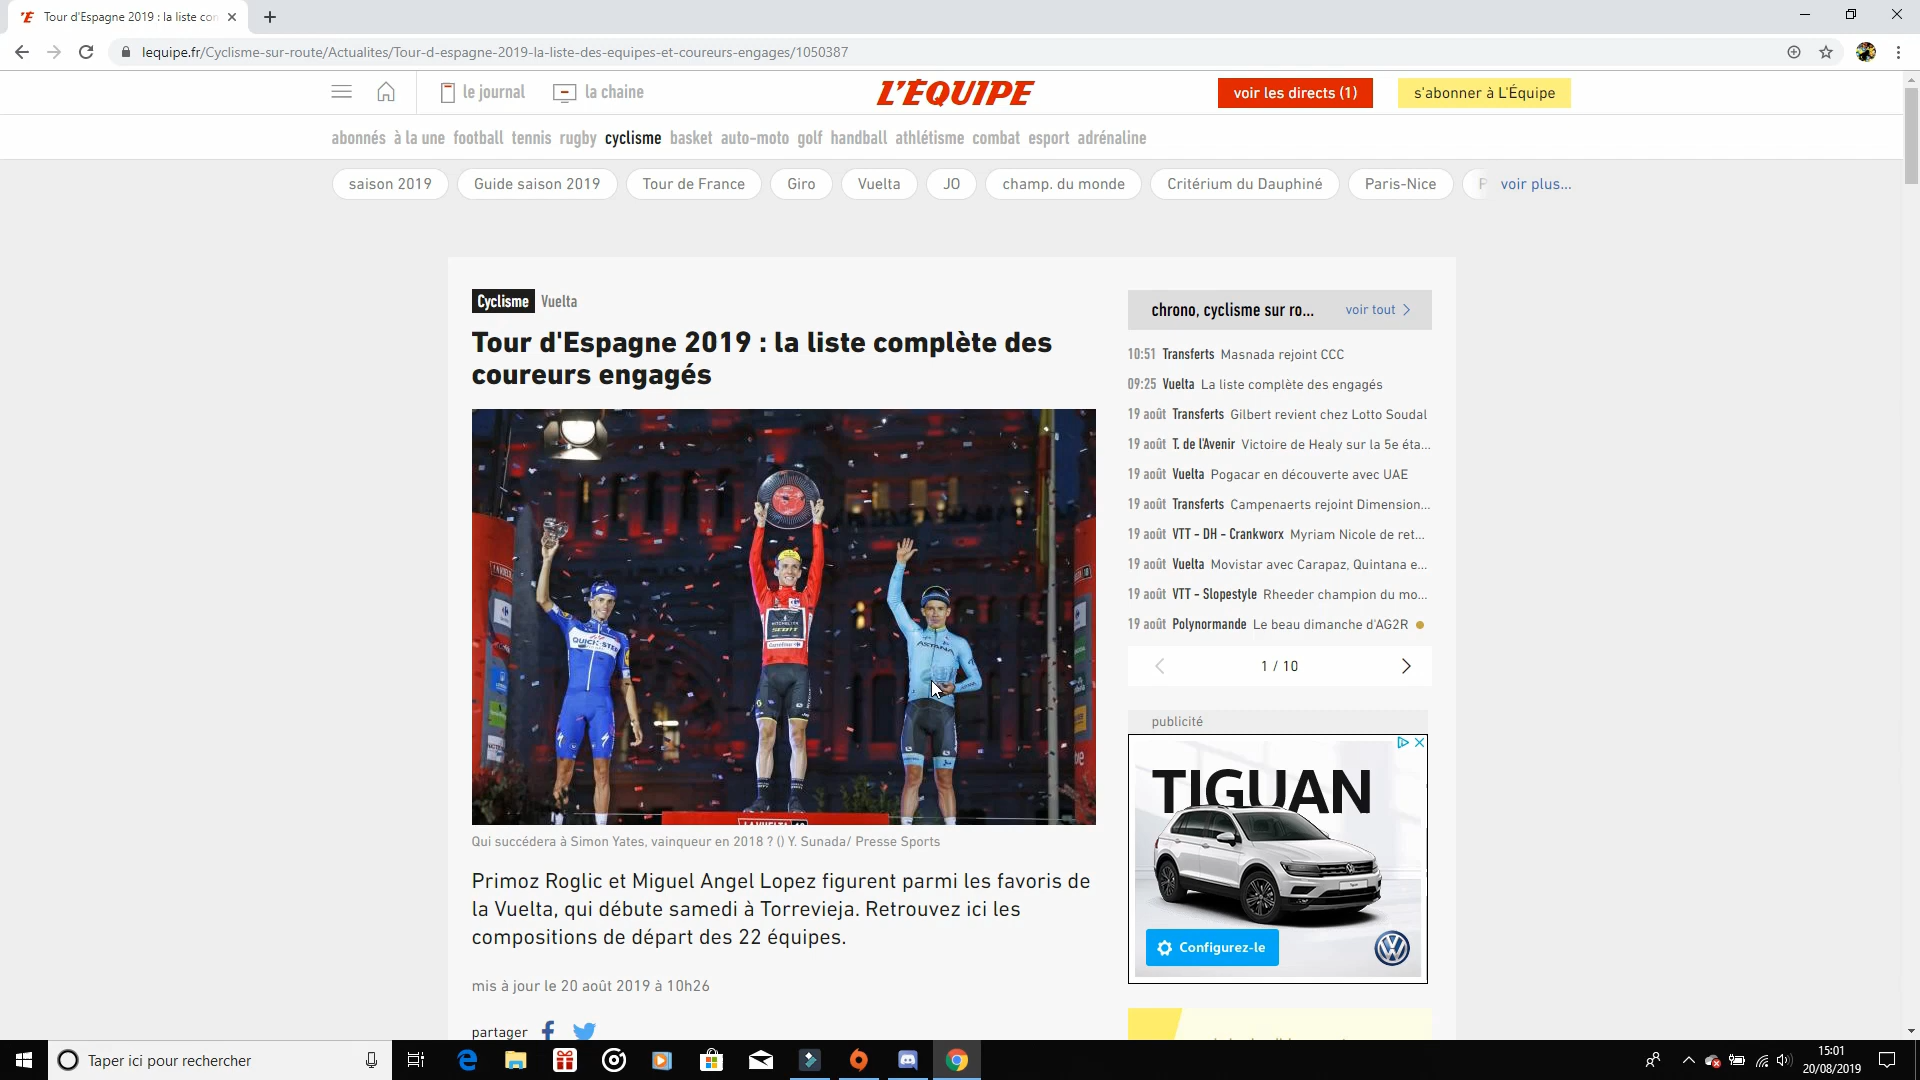 Tour d'Espagne 2019 : la liste con
lequipe.fr/Cyclisme-sur-route/Actualites/Tour-d-espagne-2019-la-liste-des-equipes-et-coureurs-engages/1050387
le journal
la chaine
L'ÉQUIPE
voir les directs (1)
s'abonner à L'Équipe
abonnés à la une football tennis rugby cyclisme basket auto-moto golf handball athlétisme combat esport adrénaline
saison 2019
Guide saison 2019
Tour de France
Giro
Vuelta
JO
champ. du monde
Critérium du Dauphiné
Paris-Nice
P
voir plus...
Cyclisme Vuelta
Tour d'Espagne 2019 : la liste complète des
coureurs engagés
QUICK-STEP
MITCHELTON
SCOTT
Carrefour
ASTANA
LA VUELTA 18
Qui succédera à Simon Yates, vainqueur en 2018 ? () Y. Sunada/ Presse Sports
Primoz Roglic et Miguel Angel Lopez figurent parmi les favoris de
la Vuelta, qui débute samedi à Torrevieja. Retrouvez ici les
compositions de départ des 22 équipes.
mis à jour le 20 août 2019 à 10h26
partager
chrono, cyclisme sur ro...
voir tout
10:51 Transferts Masnada rejoint CCC
09:25 Vuelta La liste complète des engagés
19 août Transferts Gilbert revient chez Lotto Soudal
19 août T. de l'Avenir Victoire de Healy sur la 5e éta...
19 août Vuelta Pogacar en découverte avec UAE
19 août Transferts Campenaerts rejoint Dimension...
19 août VTT - DH - Crankworx Myriam Nicole de ret...
19 août Vuelta Movistar avec Carapaz, Quintana e...
19 août VTT - Slopestyle Rheeder champion du mo...
19 août Polynormande Le beau dimanche d'AG2R
1 / 10
publicité
TIGUAN
Configurez-le
Taper ici pour rechercher
15:01
20/08/2019